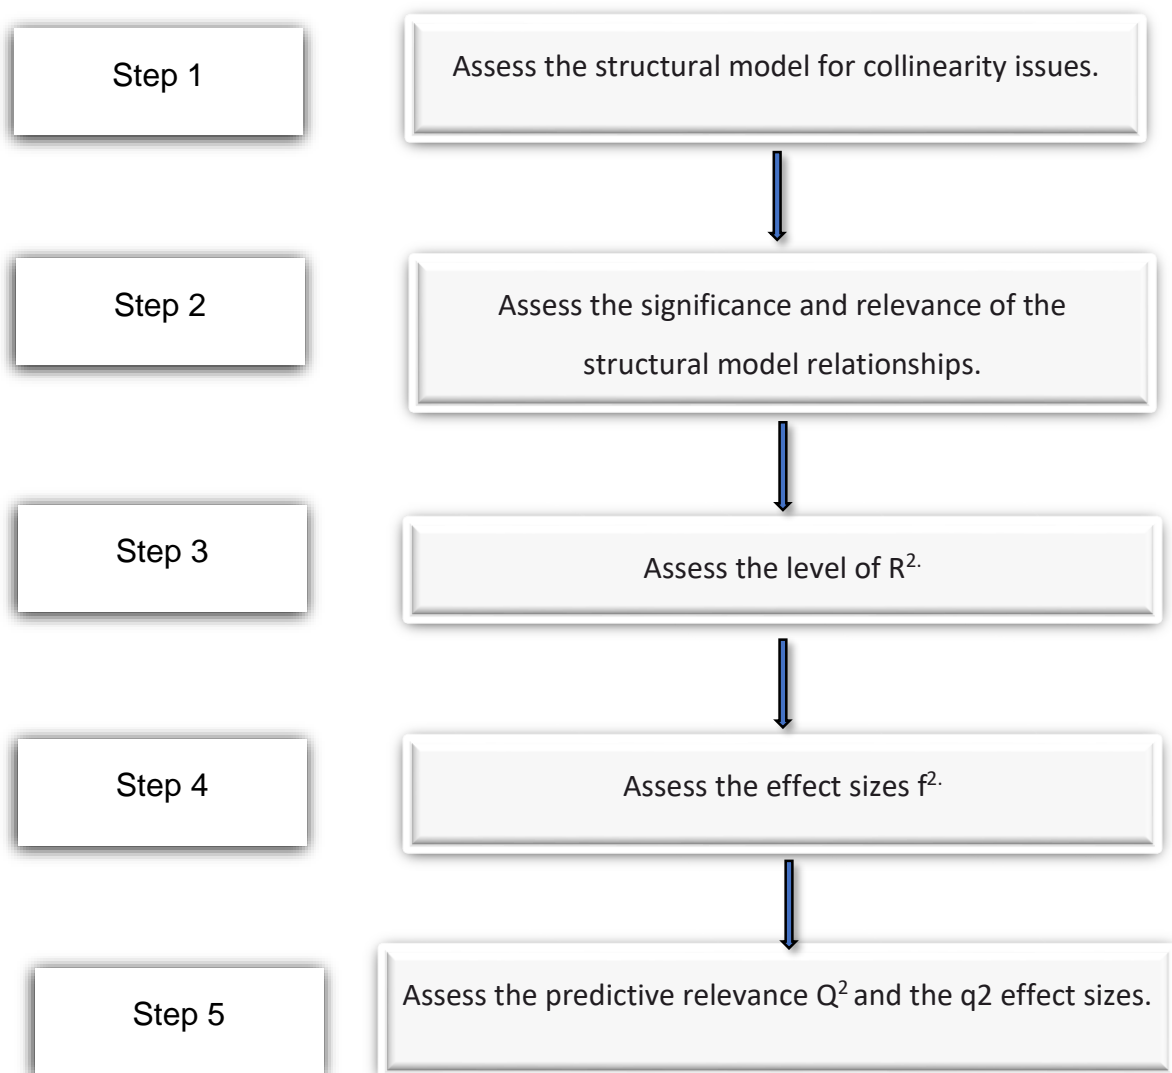 Step 1
Assess the structural model for collinearity issues.
Step 2
Assess the significance and relevance of the
structural model relationships.
Step 3
Assess the level of R².
Step 4
Assess the effect sizes f².
Step 5
Assess the predictive relevance Q² and the q2 effect sizes.